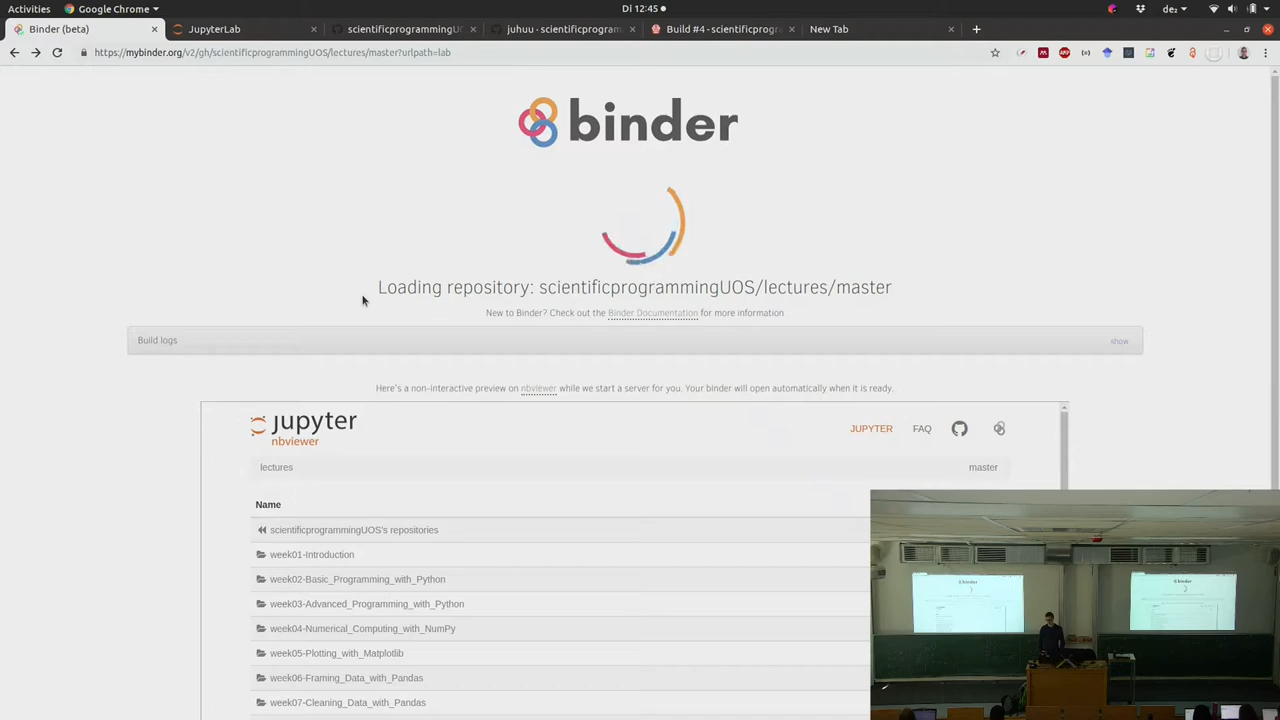 Activities
Google Chrome
Di 12:45
de₂
Binder (beta)
JupyterLab
scientificprogrammingU
juhuu · scientificprogram
Build #4 - scientificprogra
New Tab
https://mybinder.org/v2/gh/scientificprogrammingUOS/lectures/master?urlpath=lab
binder
Loading repository: scientificprogrammingUOS/lectures/master
New to Binder? Check out the Binder Documentation for more information
Build logs
show
Here's a non-interactive preview on nbviewer while we start a server for you. Your binder will open automatically when it is ready.
jupyter
nbviewer
JUPYTER
FAQ
lectures
master
Name
scientificprogrammingUOS's repositories
week01-Introduction
week02-Basic_Programming_with_Python
week03-Advanced_Programming_with_Python
week04-Numerical_Computing_with_NumPy
week05-Plotting_with_Matplotlib
week06-Framing_Data_with_Pandas
week07-Cleaning_Data_with_Pandas